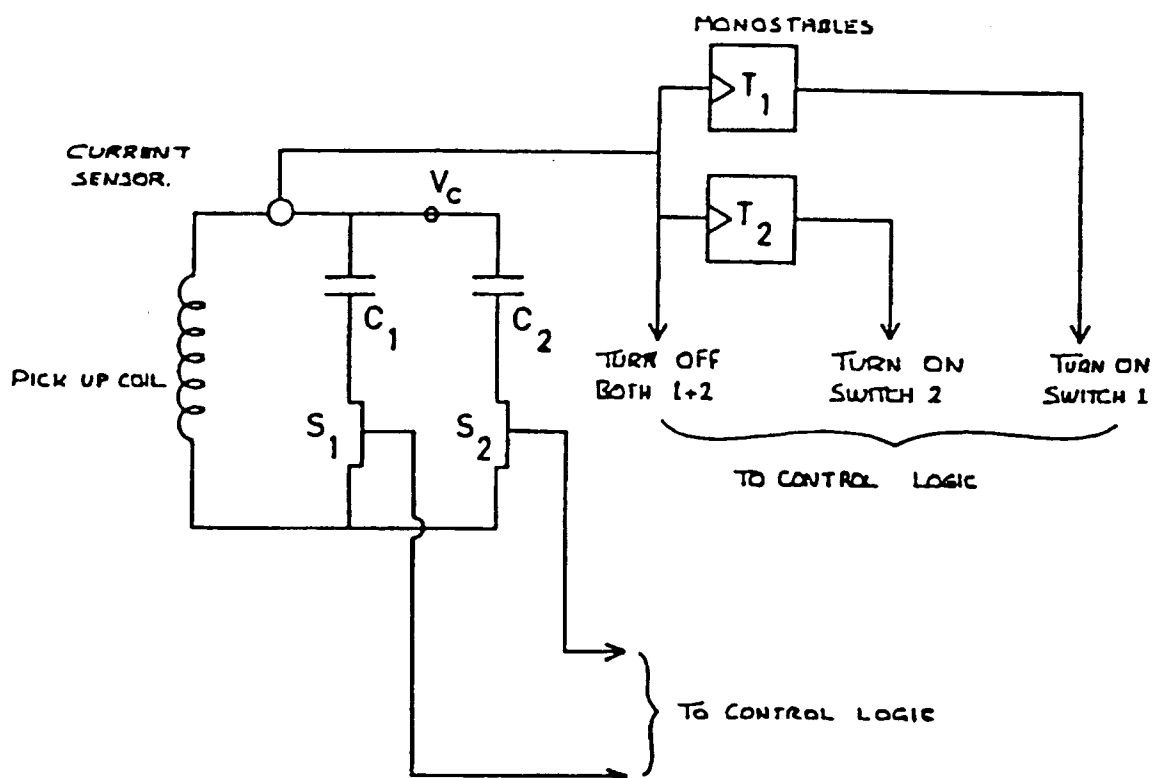 MONOSTABLES
T1
CURRENT
SENSOR.
VC
T2
C1
C2
TURN OFF
BOTH 1+2
TURN ON
SWITCH 2
TURN ON
SWITCH 1
PICK UP COIL
S1
S2
TO CONTROL LOGIC
TO CONTROL LOGIC